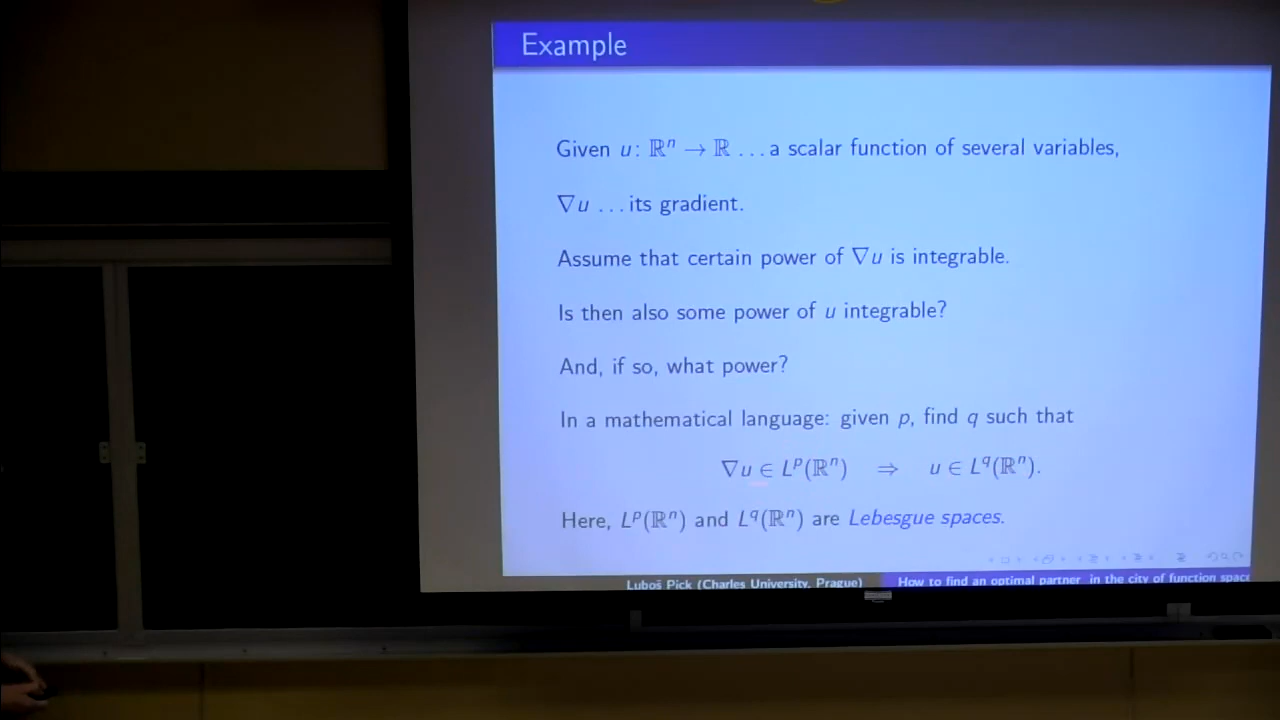 Example
Given u: ℝⁿ → ℝ ... a scalar function of several variables,
∇u ... its gradient.
Assume that certain power of ∇u is integrable.
Is then also some power of u integrable?
And, if so, what power?
In a mathematical language: given p, find q such that
∇u ∈ Lᵖ(ℝⁿ) ⇒ u ∈ L^q(ℝⁿ).
Here, Lᵖ(ℝⁿ) and L^q(ℝⁿ) are Lebesgue spaces.
Luboš Pick (Charles University, Prague) How to find an optimal partner in the city of function spac